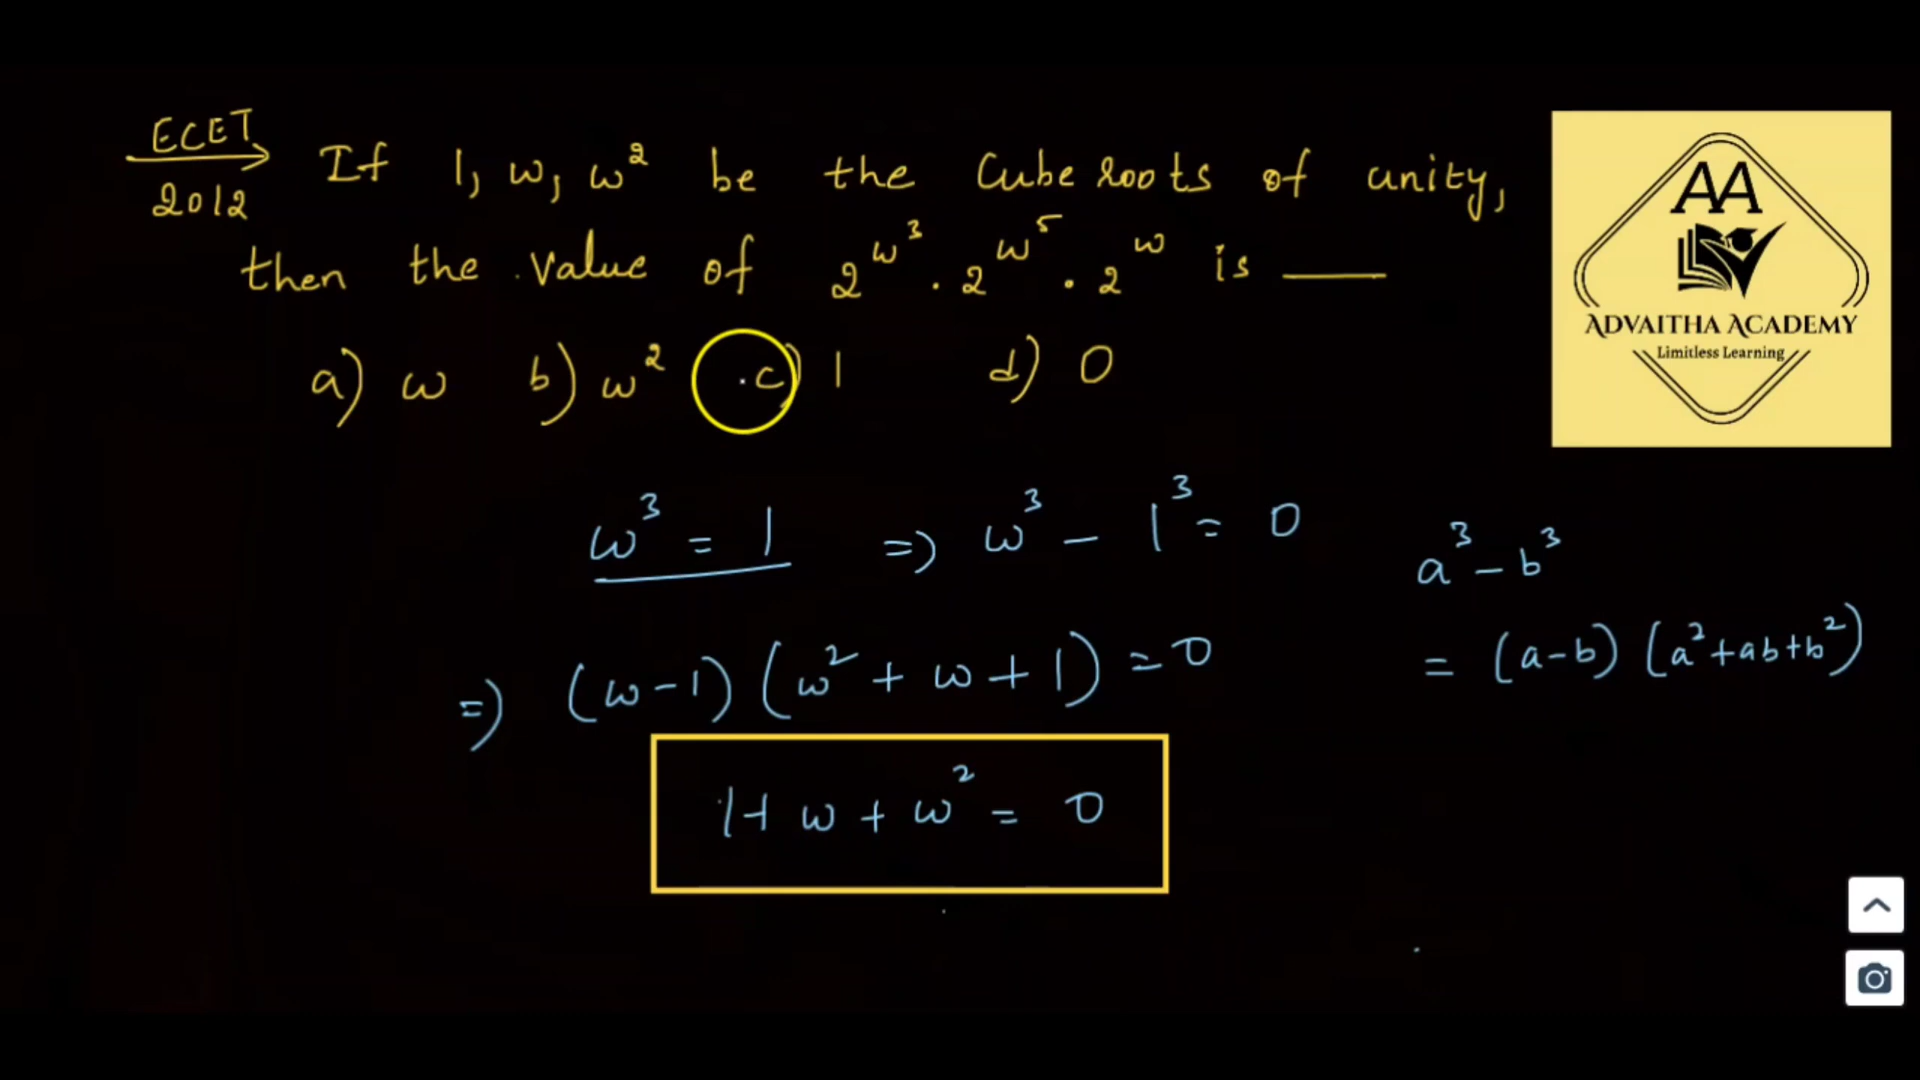 ECET
2012
If 1, ω, ω² be the Cube roots of unity,
then the value of 2^ω³ . 2^ω⁵ . 2^ω is ____
a) ω b) ω² c) 1 d) 0
ω³ = 1 => ω³ - 1³ = 0
a³ - b³
=> (ω-1) (ω² + ω + 1) = 0
= (a-b) (a²+ab+b²)
1+ ω + ω² = 0
AA
ADVAITHA ACADEMY
Limitless Learning